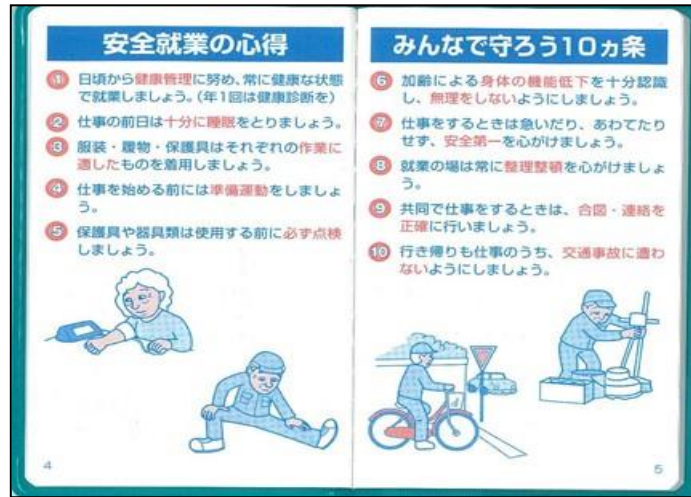 安全就業の心得
① 日頃から健康管理に努め、常に健康な状態
で就業しましょう。(年1回は健康診断を)
② 仕事の前日は十分に睡眠をとりましょう。
③ 服装・履物・保護具はそれぞれの作業に
適したものを着用しましょう。
④ 仕事を始める前には準備運動をしましょ
う。
⑤ 保護具や器具類は使用する前に必ず点検
しましょう。
4
みんなで守ろう10ヵ条
⑥ 加齢による身体の機能低下を十分認識
し、無理をしないようにしましょう。
⑦ 仕事をするときは急いだり、あわてたり
せず、安全第一を心がけましょう。
⑧ 就業の場は常に整理整頓を心がけましょ
う。
⑨ 共同で仕事をするときは、合図・連絡を
正確に行いましょう。
⑩ 行き帰りも仕事のうち、交通事故に遭わ
ないようにしましょう。
5